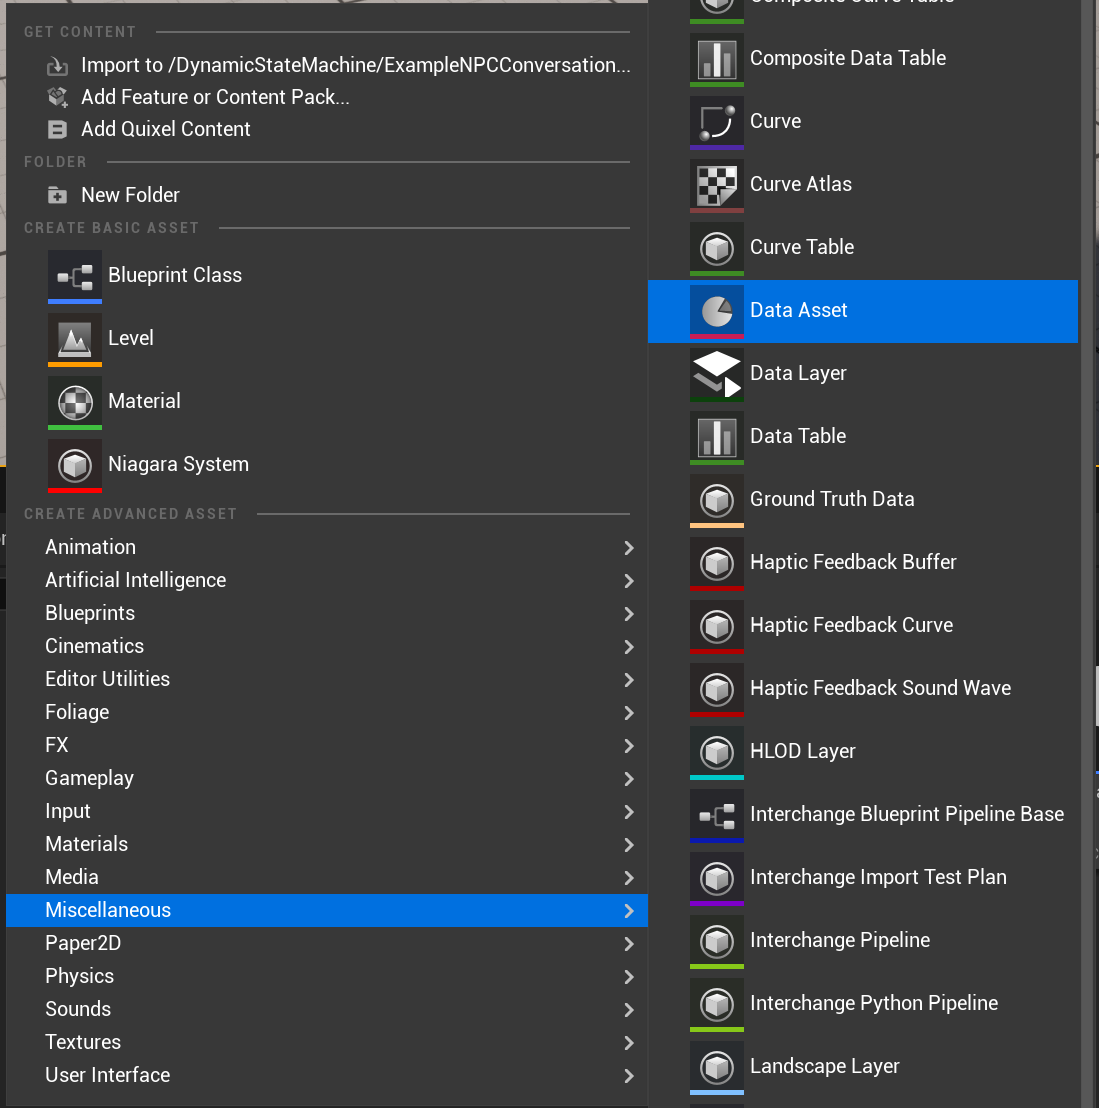 GET CONTENT
Import to /DynamicStateMachine/ExampleNPCConversation...
Add Feature or Content Pack...
Add Quixel Content
FOLDER
New Folder
CREATE BASIC ASSET
Blueprint Class
Level
Material
Niagara System
CREATE ADVANCED ASSET
Animation
Artificial Intelligence
Blueprints
Cinematics
Editor Utilities
Foliage
FX
Gameplay
Input
Materials
Media
Miscellaneous
Paper2D
Physics
Sounds
Textures
User Interface
Composite Curve Table
Composite Data Table
Curve
Curve Atlas
Curve Table
Data Asset
Data Layer
Data Table
Ground Truth Data
Haptic Feedback Buffer
Haptic Feedback Curve
Haptic Feedback Sound Wave
HLOD Layer
Interchange Blueprint Pipeline Base
Interchange Import Test Plan
Interchange Pipeline
Interchange Python Pipeline
Landscape Layer